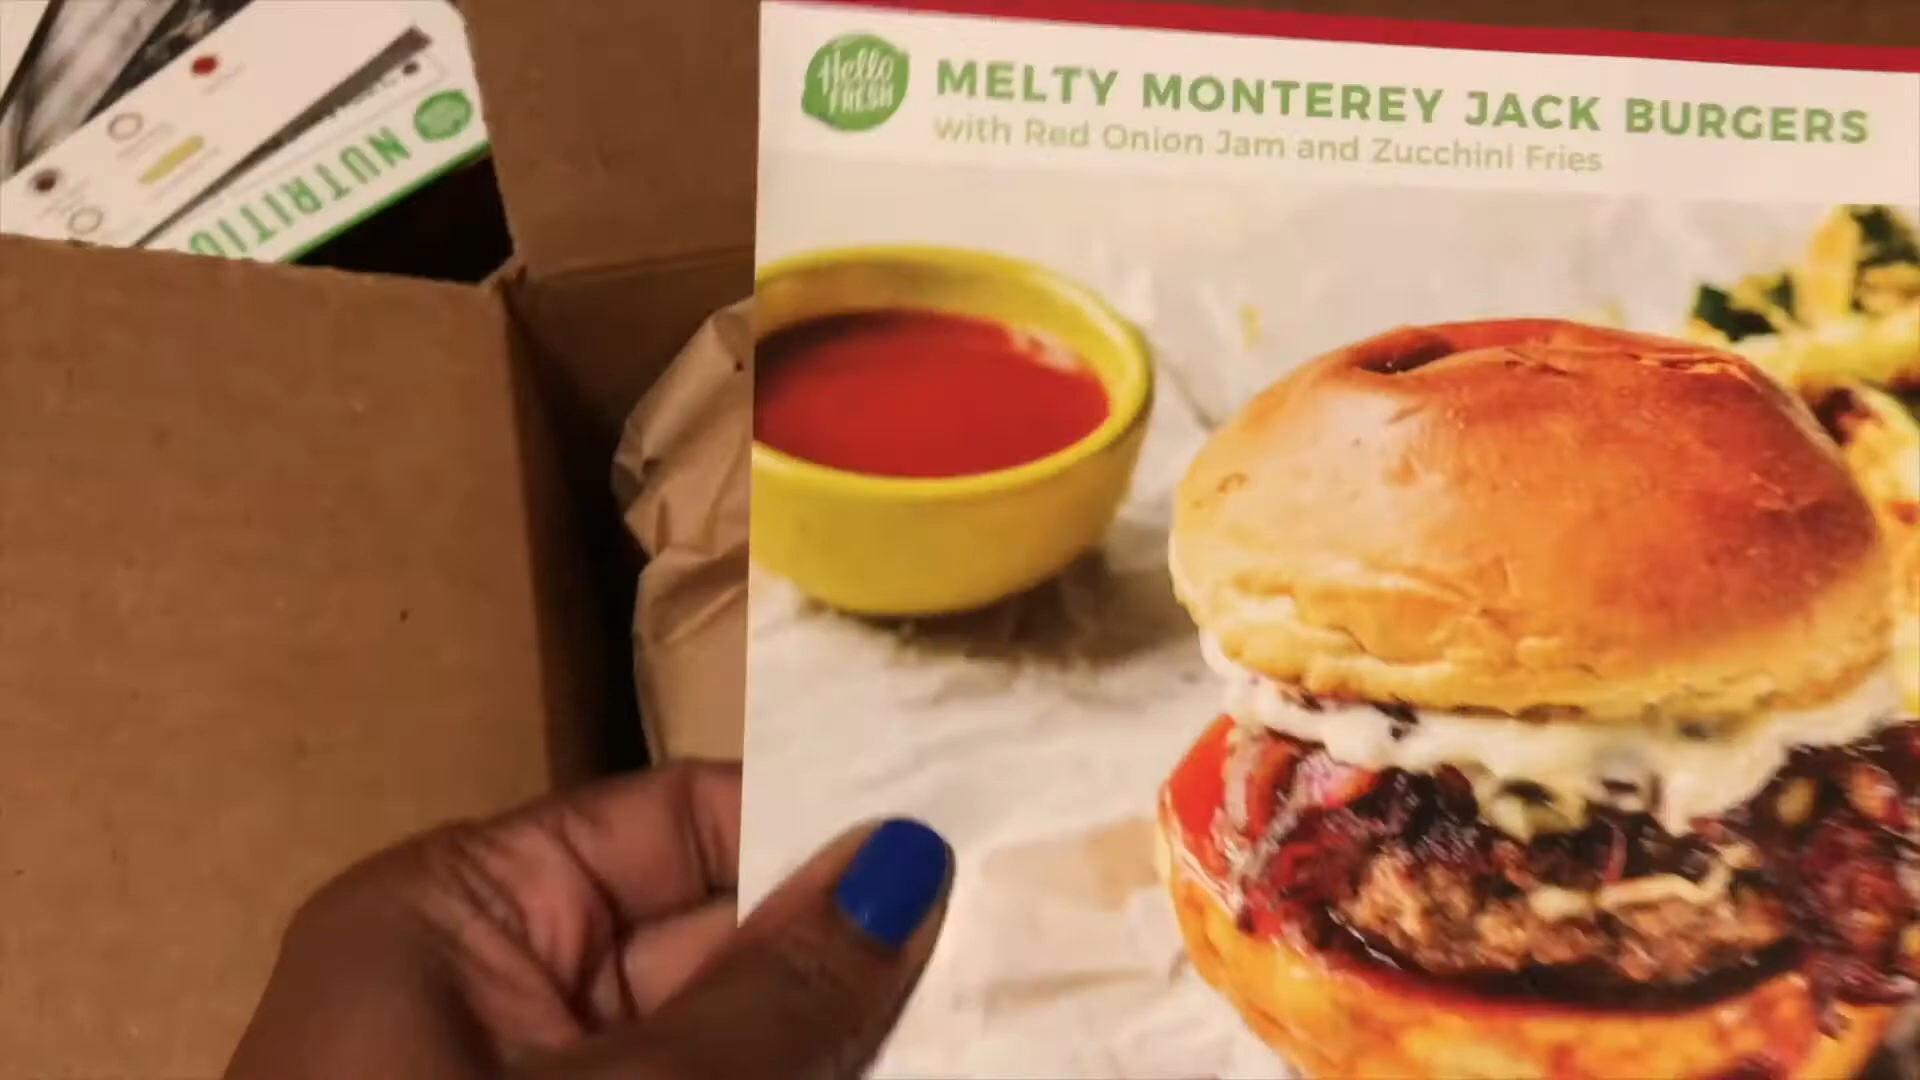 Hello
FRESH
MELTY MONTEREY JACK BURGERS
with Red Onion Jam and Zucchini Fries
NUTRITIO